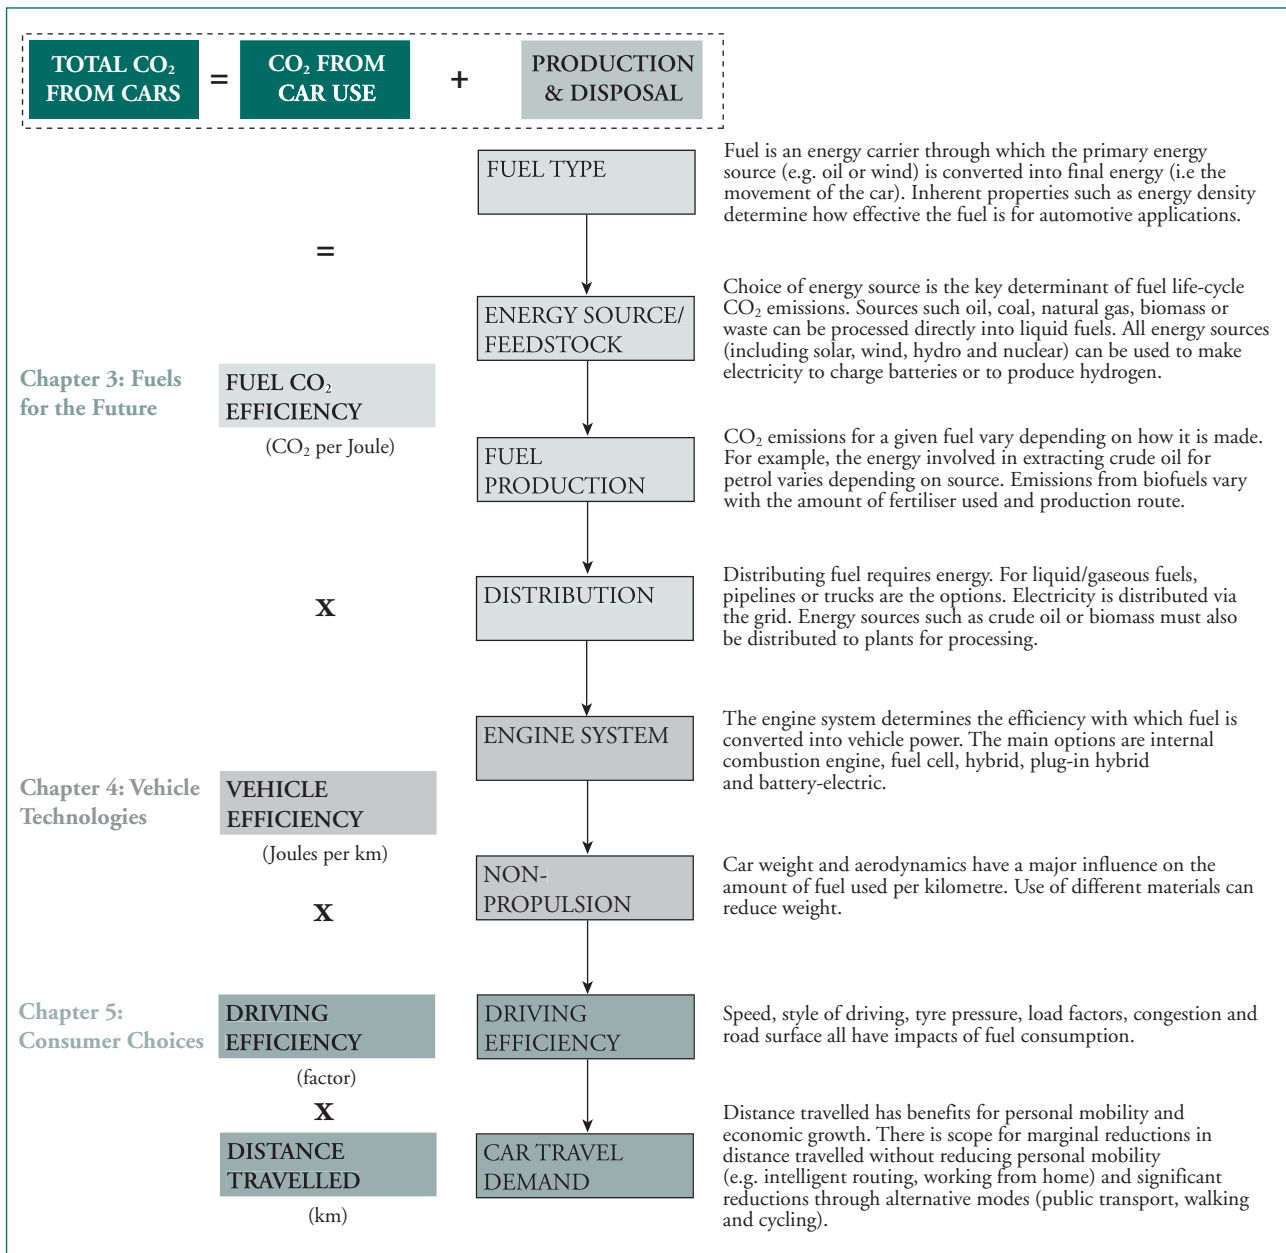 TOTAL CO₂
FROM CARS
=
CO₂ FROM
CAR USE
+
PRODUCTION
& DISPOSAL
FUEL TYPE
Fuel is an energy carrier through which the primary energy
source (e.g. oil or wind) is converted into final energy (i.e the
movement of the car). Inherent properties such as energy density
determine how effective the fuel is for automotive applications.
=
ENERGY SOURCE/
FEEDSTOCK
Choice of energy source is the key determinant of fuel life-cycle
CO₂ emissions. Sources such oil, coal, natural gas, biomass or
waste can be processed directly into liquid fuels. All energy sources
(including solar, wind, hydro and nuclear) can be used to make
electricity to charge batteries or to produce hydrogen.
Chapter 3: Fuels
for the Future
FUEL CO₂
EFFICIENCY
(CO₂ per Joule)
FUEL
PRODUCTION
CO₂ emissions for a given fuel vary depending on how it is made.
For example, the energy involved in extracting crude oil for
petrol varies depending on source. Emissions from biofuels vary
with the amount of fertiliser used and production route.
x
DISTRIBUTION
Distributing fuel requires energy. For liquid/gaseous fuels,
pipelines or trucks are the options. Electricity is distributed via
the grid. Energy sources such as crude oil or biomass must also
be distributed to plants for processing.
ENGINE SYSTEM
The engine system determines the efficiency with which fuel is
converted into vehicle power. The main options are internal
combustion engine, fuel cell, hybrid, plug-in hybrid
and battery-electric.
Chapter 4: Vehicle
Technologies
VEHICLE
EFFICIENCY
(Joules per km)
NON-
PROPULSION
Car weight and aerodynamics have a major influence on the
amount of fuel used per kilometre. Use of different materials can
reduce weight.
x
Chapter 5:
Consumer Choices
DRIVING
EFFICIENCY
(factor)
DRIVING
EFFICIENCY
Speed, style of driving, tyre pressure, load factors, congestion and
road surface all have impacts of fuel consumption.
x
DISTANCE
TRAVELLED
(km)
CAR TRAVEL
DEMAND
Distance travelled has benefits for personal mobility and
economic growth. There is scope for marginal reductions in
distance travelled without reducing personal mobility
(e.g. intelligent routing, working from home) and significant
reductions through alternative modes (public transport, walking
and cycling).